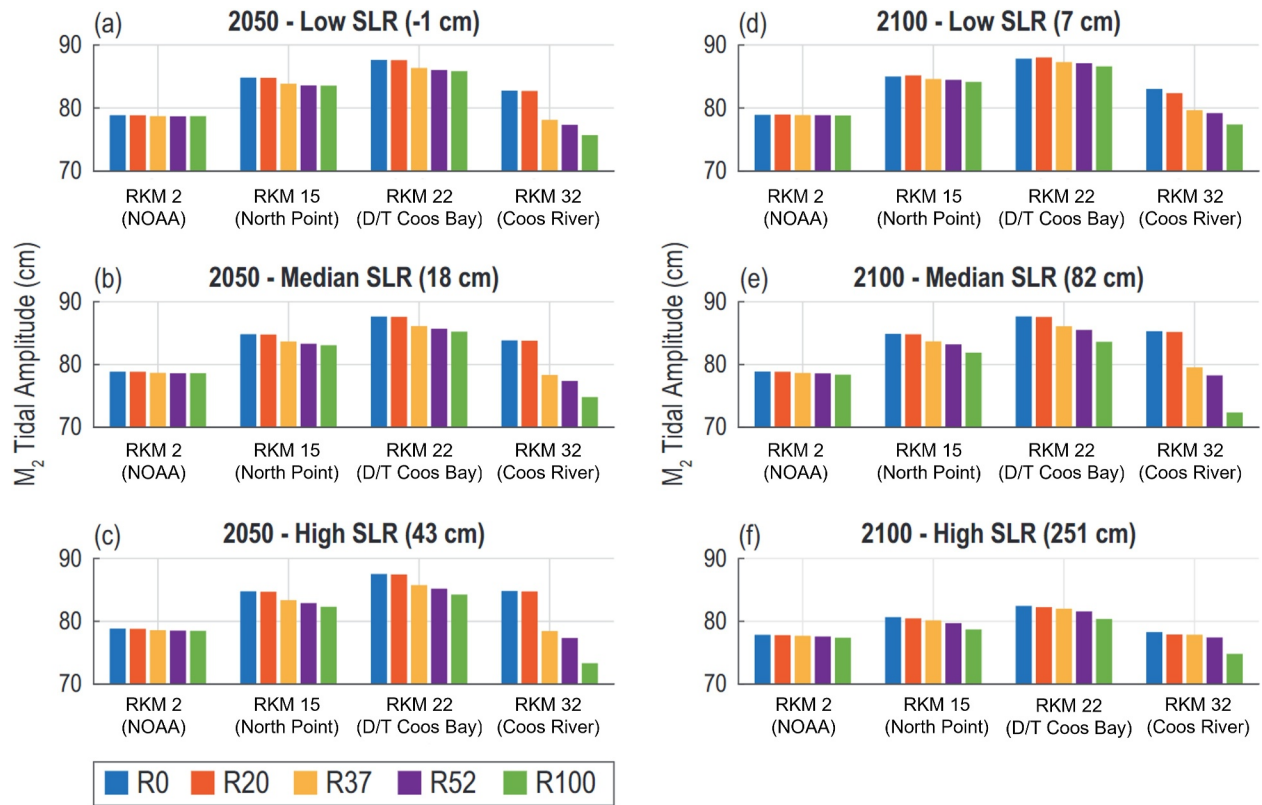 (a)
2050 - Low SLR (-1 cm)
90
80
70
RKM 2
(NOAA)
RKM 15
(North Point)
RKM 22
(D/T Coos Bay)
RKM 32
(Coos River)
(d)
2100 - Low SLR (7 cm)
90
80
70
RKM 2
(NOAA)
RKM 15
(North Point)
RKM 22
(D/T Coos Bay)
RKM 32
(Coos River)
M2 Tidal Amplitude (cm)
(b)
2050 - Median SLR (18 cm)
90
80
70
RKM 2
(NOAA)
RKM 15
(North Point)
RKM 22
(D/T Coos Bay)
RKM 32
(Coos River)
M2 Tidal Amplitude (cm)
(e)
2100 - Median SLR (82 cm)
90
80
70
RKM 2
(NOAA)
RKM 15
(North Point)
RKM 22
(D/T Coos Bay)
RKM 32
(Coos River)
(c)
2050 - High SLR (43 cm)
90
80
70
RKM 2
(NOAA)
RKM 15
(North Point)
RKM 22
(D/T Coos Bay)
RKM 32
(Coos River)
(f)
2100 - High SLR (251 cm)
90
80
70
RKM 2
(NOAA)
RKM 15
(North Point)
RKM 22
(D/T Coos Bay)
RKM 32
(Coos River)
R0 R20 R37 R52 R100